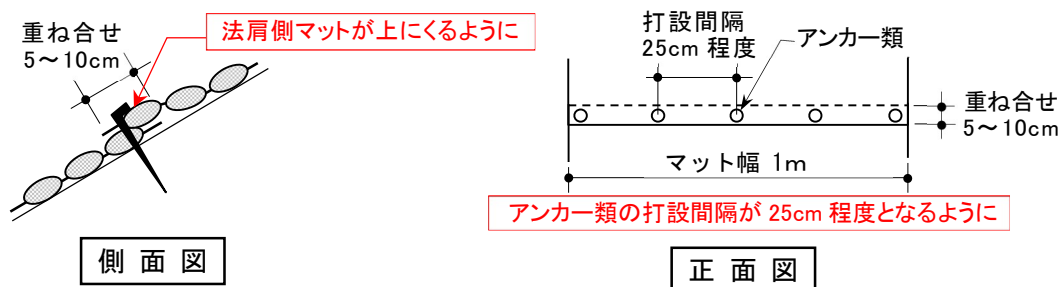 重ね合せ
5～10cm
法肩側マットが上にくるように
側面図
打設間隔
25cm 程度
アンカー類
重ね合せ
5～10cm
マット幅 1m
アンカー類の打設間隔が 25cm 程度となるように
正面図